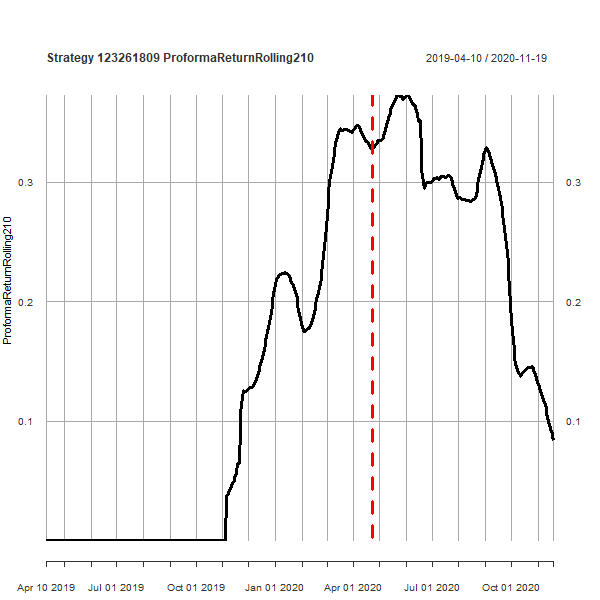 Strategy 123261809 ProformaReturnRolling210
2019-04-10 / 2020-11-19
ProformaReturnRolling210
0.3
0.3
0.2
0.2
0.1
0.1
Apr 10 2019
Jul 01 2019
Oct 01 2019
Jan 01 2020
Apr 01 2020
Jul 01 2020
Oct 01 2020